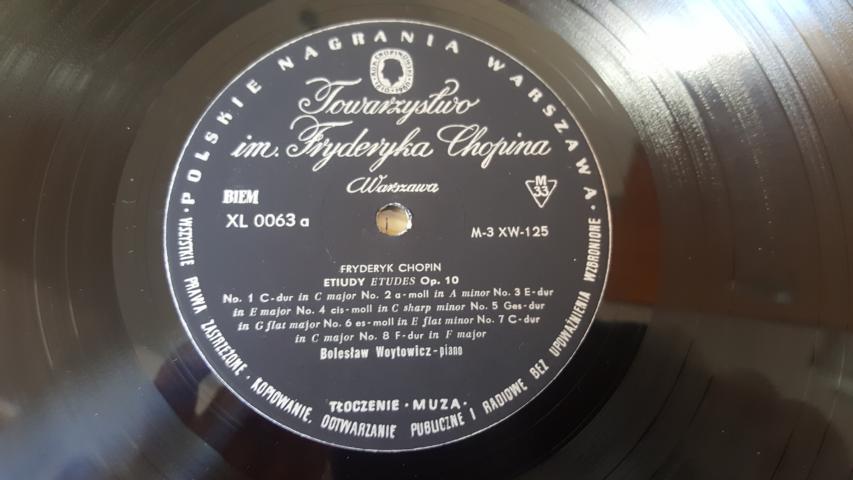 POLSKIE NAGRANIA WARSZAWA
Towarzystwo
im. Fryderyka Chopina
Warszawa
BIEM
XL 0063 a
M
33
M-3 XW-125
FRYDERYK CHOPIN
ETIUDY ETUDES Op. 10
No. 1 C-dur in C major No. 2 a-moll in A minor No. 3 E-dur
in E major No. 4 cis-moll in C sharp minor No. 5 Ges-dur
in G flat major No. 6 es-moll in E flat minor No. 7 C-dur
in C major No. 8 F-dur in F major
Bolesław Woytowicz-piano
TŁOCZENIE · MUZA ·
· WSZYSTKIE PRAWA ZASTRZEŻONE · KOPIOWANIE, ODTWARZANIE PUBLICZNE I RADIOWE BEZ UPOWAŻNIENIA WZBRONIONE ·